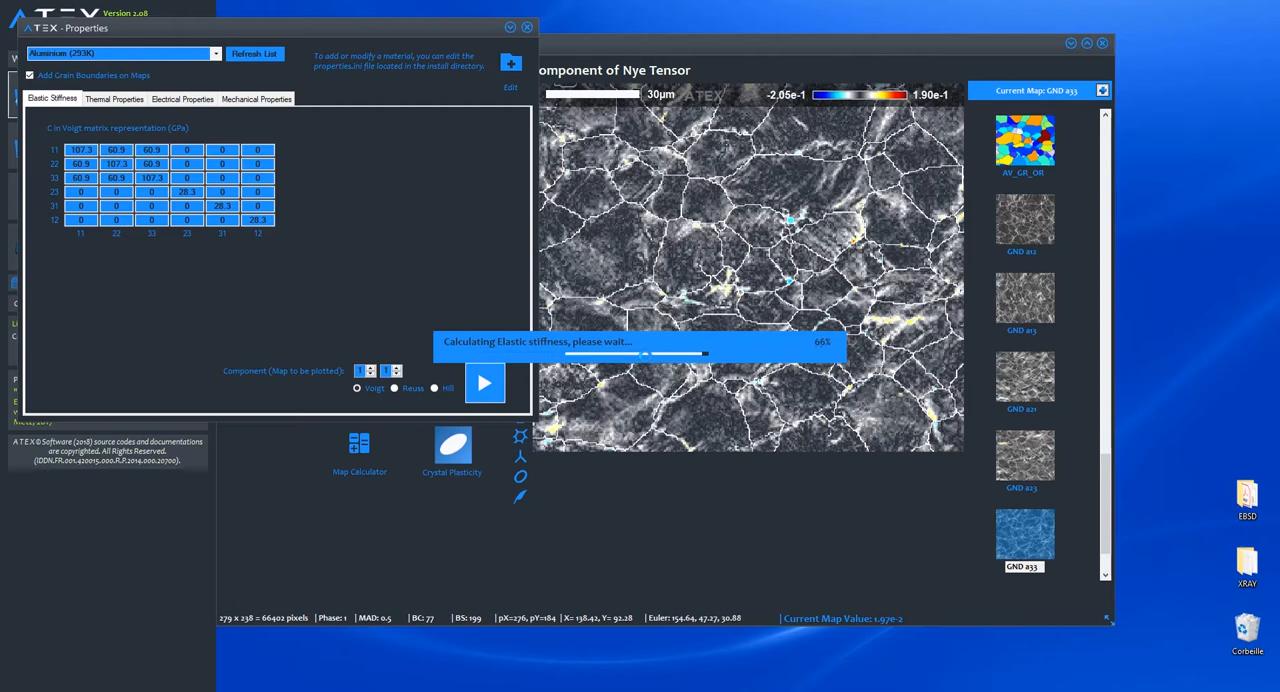 Version 2.08
ATEX - Properties
Aluminium (293K)
Refresh List
To add or modify a material, you can edit the
properties.ini file located in the install directory.
Edit
Add Grain Boundaries on Maps
Elastic Stiffness
Thermal Properties
Electrical Properties
Mechanical Properties
C in Voigt matrix representation (GPa)
11 107.3 60.9 60.9 0 0 0
22 60.9 107.3 60.9 0 0 0
33 60.9 60.9 107.3 0 0 0
23 0 0 0 28.3 0 0
31 0 0 0 0 28.3 0
12 0 0 0 0 0 28.3
11 22 33 23 31 12
Calculating Elastic stiffness, please wait... 66%
Component (Map to be plotted): 1 1
Voigt Reuss Hill
omponent of Nye Tensor
30µm
ATEX
-2.05e-1
1.90e-1
Current Map: GND a33
AV_GR_OR
GND a12
GND a13
GND a21
GND a23
GND a33
Map Calculator
Crystal Plasticity
ATEX© Software (2018) source codes and documentations
are copyrighted. All Rights Reserved.
(IDDN.FR.001.420015.000.R.P.2014.000.20700).
279 x 238 = 66402 pixels | Phase: 1 | MAD: 0.5 | BC: 77 | BS: 199 | pX=276, pY=184 | X= 138.42, Y= 92.28 | Euler: 154.64, 47.27, 30.88 | Current Map Value: 1.97e-2
EBSD
XRAY
Corbeille